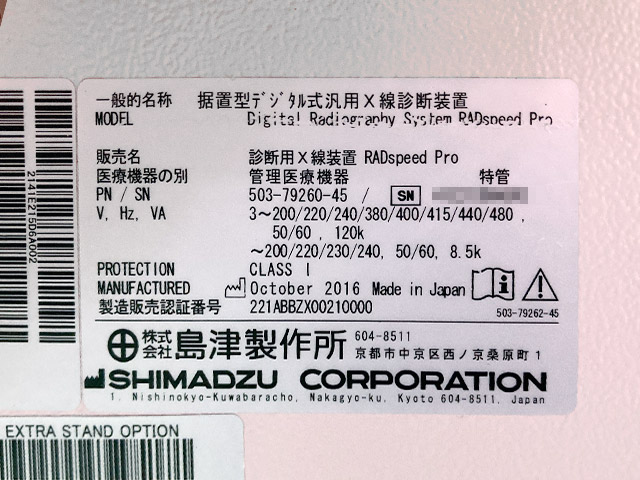 一般的名称 据置型デジタル式汎用X線診断装置
MODEL Digital Radiography System RADspeed Pro
販売名 診断用X線装置 RADspeed Pro
医療機器の別 管理医療機器 特管
PN / SN 503-79260-45 / SN
V, Hz, VA 3～200/220/240/380/400/415/440/480 ,
50/60 , 120k
～200/220/230/240, 50/60, 8.5k
PROTECTION CLASS I
MANUFACTURED October 2016 Made in Japan
製造販売認証番号 221ABBZX00210000
503-79262-45
株式会社 島津製作所 604-8511
京都市中京区西ノ京桑原町1
SHIMADZU CORPORATION
1. Nishinokyo-Kuwabaracho, Nakagyo-ku, Kyoto 604-8511, Japan
2141E215D6A002
EXTRA STAND OPTION